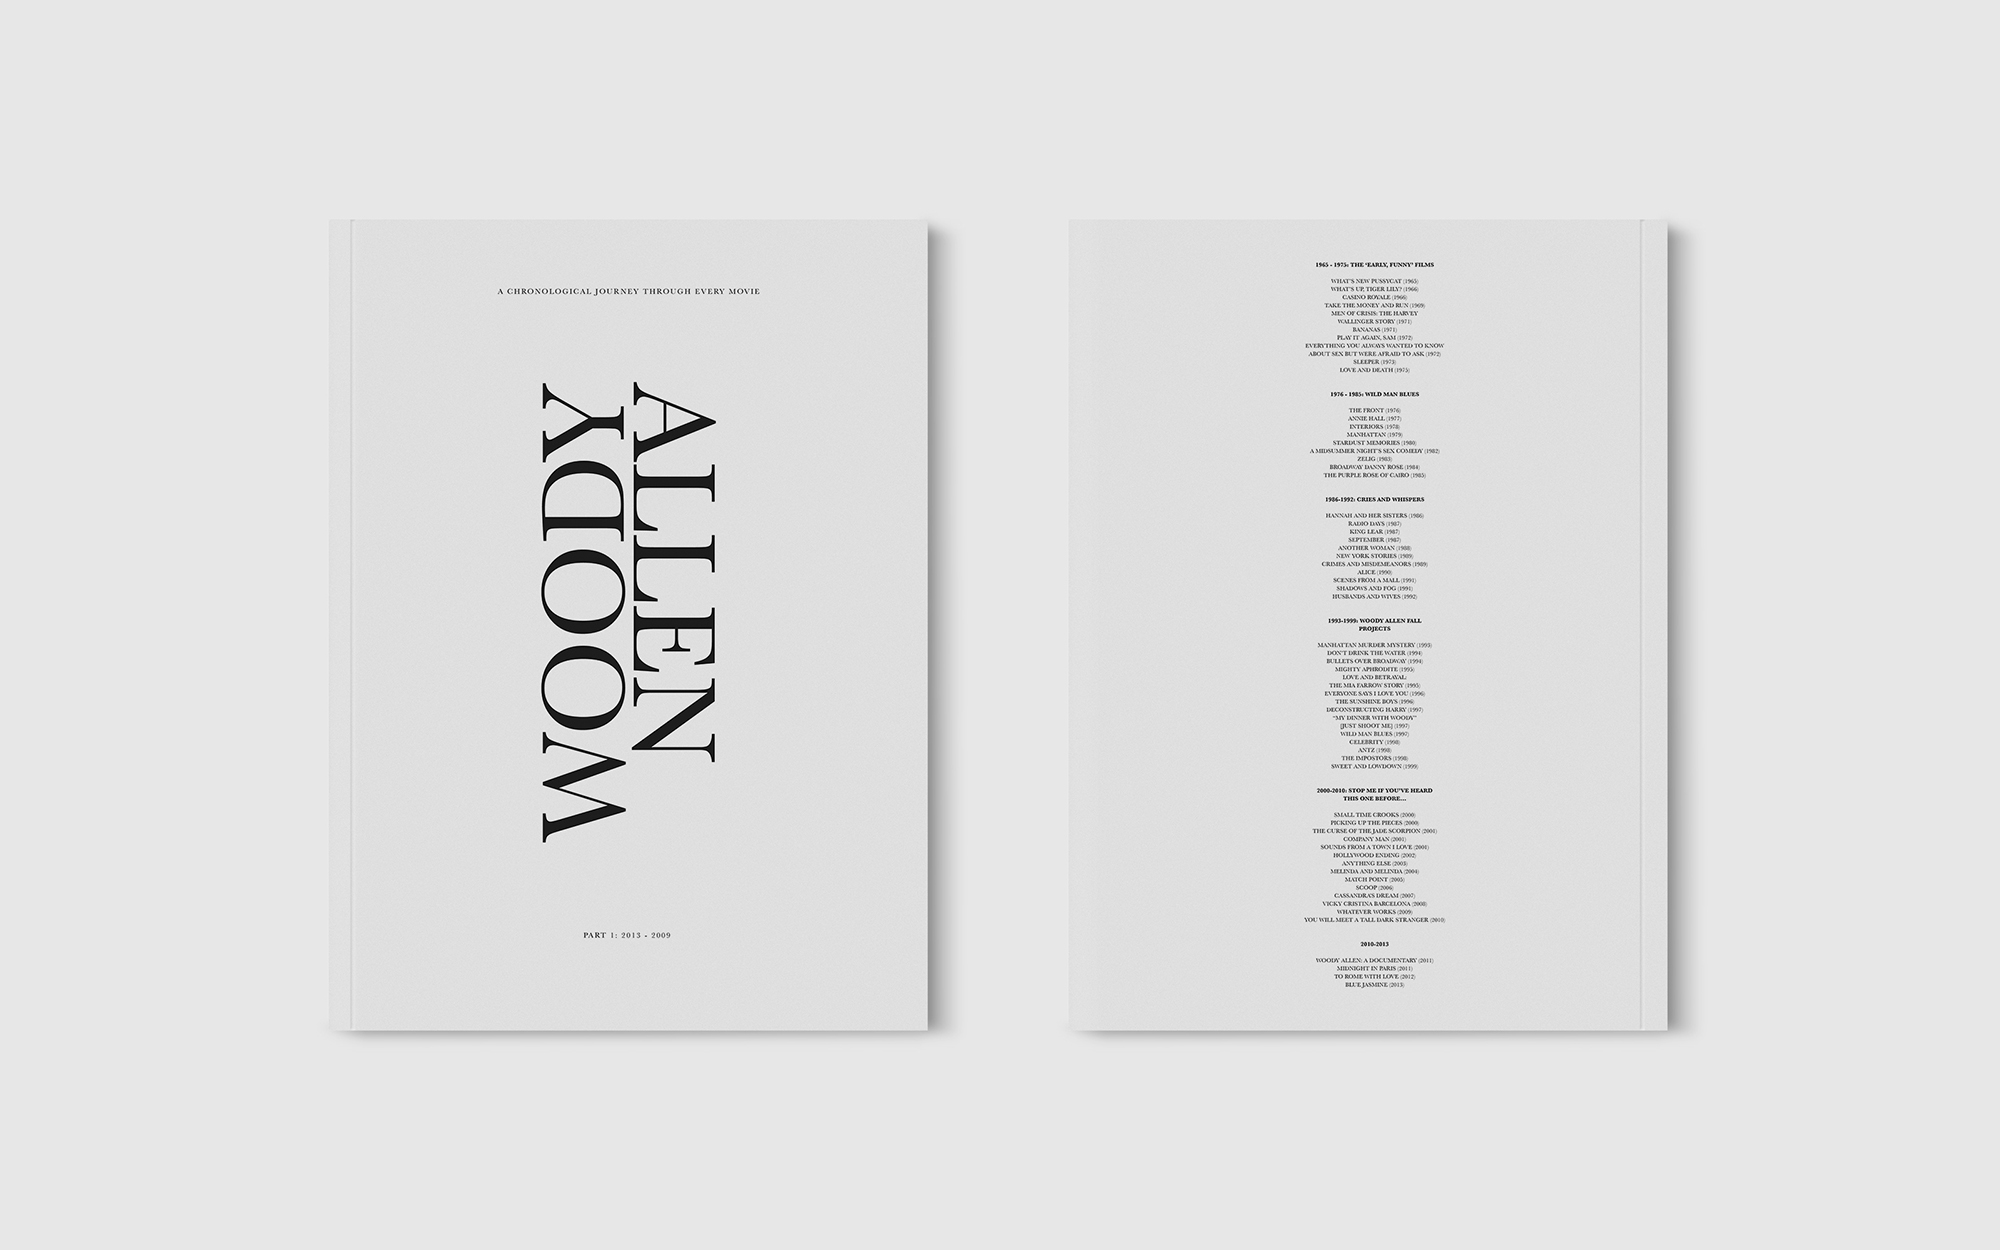 A CHRONOLOGICAL JOURNEY THROUGH EVERY MOVIE
WOODY
ALLEN
PART 1: 2013 - 2009
1965 - 1975: THE 'EARLY, FUNNY' FILMS
WHAT'S NEW PUSSYCAT (1965)
WHAT'S UP, TIGER LILY? (1966)
CASINO ROYALE (1966)
TAKE THE MONEY AND RUN (1969)
MEN OF CRISIS: THE HARVEY
WALLINGER STORY (1971)
BANANAS (1971)
PLAY IT AGAIN, SAM (1972)
EVERYTHING YOU ALWAYS WANTED TO KNOW
ABOUT SEX BUT WERE AFRAID TO ASK (1972)
SLEEPER (1973)
LOVE AND DEATH (1975)
1976 - 1985: WILD MAN BLUES
THE FRONT (1976)
ANNIE HALL (1977)
INTERIORS (1978)
MANHATTAN (1979)
STARDUST MEMORIES (1980)
A MIDSUMMER NIGHT'S SEX COMEDY (1982)
ZELIG (1983)
BROADWAY DANNY ROSE (1984)
THE PURPLE ROSE OF CAIRO (1985)
1986-1992: CRIES AND WHISPERS
HANNAH AND HER SISTERS (1986)
RADIO DAYS (1987)
KING LEAR (1987)
SEPTEMBER (1987)
ANOTHER WOMAN (1988)
NEW YORK STORIES (1989)
CRIMES AND MISDEMEANORS (1989)
ALICE (1990)
SCENES FROM A MALL (1991)
SHADOWS AND FOG (1991)
HUSBANDS AND WIVES (1992)
1993-1999: WOODY ALLEN FALL
PROJECTS
MANHATTAN MURDER MYSTERY (1993)
DON'T DRINK THE WATER (1994)
BULLETS OVER BROADWAY (1994)
MIGHTY APHRODITE (1995)
LOVE AND BETRAYAL:
THE MIA FARROW STORY (1995)
EVERYONE SAYS I LOVE YOU (1996)
THE SUNSHINE BOYS (1996)
DECONSTRUCTING HARRY (1997)
"MY DINNER WITH WOODY"
[JUST SHOOT ME] (1997)
WILD MAN BLUES (1997)
CELEBRITY (1998)
ANTZ (1998)
THE IMPOSTORS (1998)
SWEET AND LOWDOWN (1999)
2000-2010: STOP ME IF YOU'VE HEARD
THIS ONE BEFORE...
SMALL TIME CROOKS (2000)
PICKING UP THE PIECES (2000)
THE CURSE OF THE JADE SCORPION (2001)
COMPANY MAN (2001)
SOUNDS FROM A TOWN I LOVE (2001)
HOLLYWOOD ENDING (2002)
ANYTHING ELSE (2003)
MELINDA AND MELINDA (2004)
MATCH POINT (2005)
SCOOP (2006)
CASSANDRA'S DREAM (2007)
VICKY CRISTINA BARCELONA (2008)
WHATEVER WORKS (2009)
YOU WILL MEET A TALL DARK STRANGER (2010)
2010-2013
WOODY ALLEN: A DOCUMENTARY (2011)
MIDNIGHT IN PARIS (2011)
TO ROME WITH LOVE (2012)
BLUE JASMINE (2013)